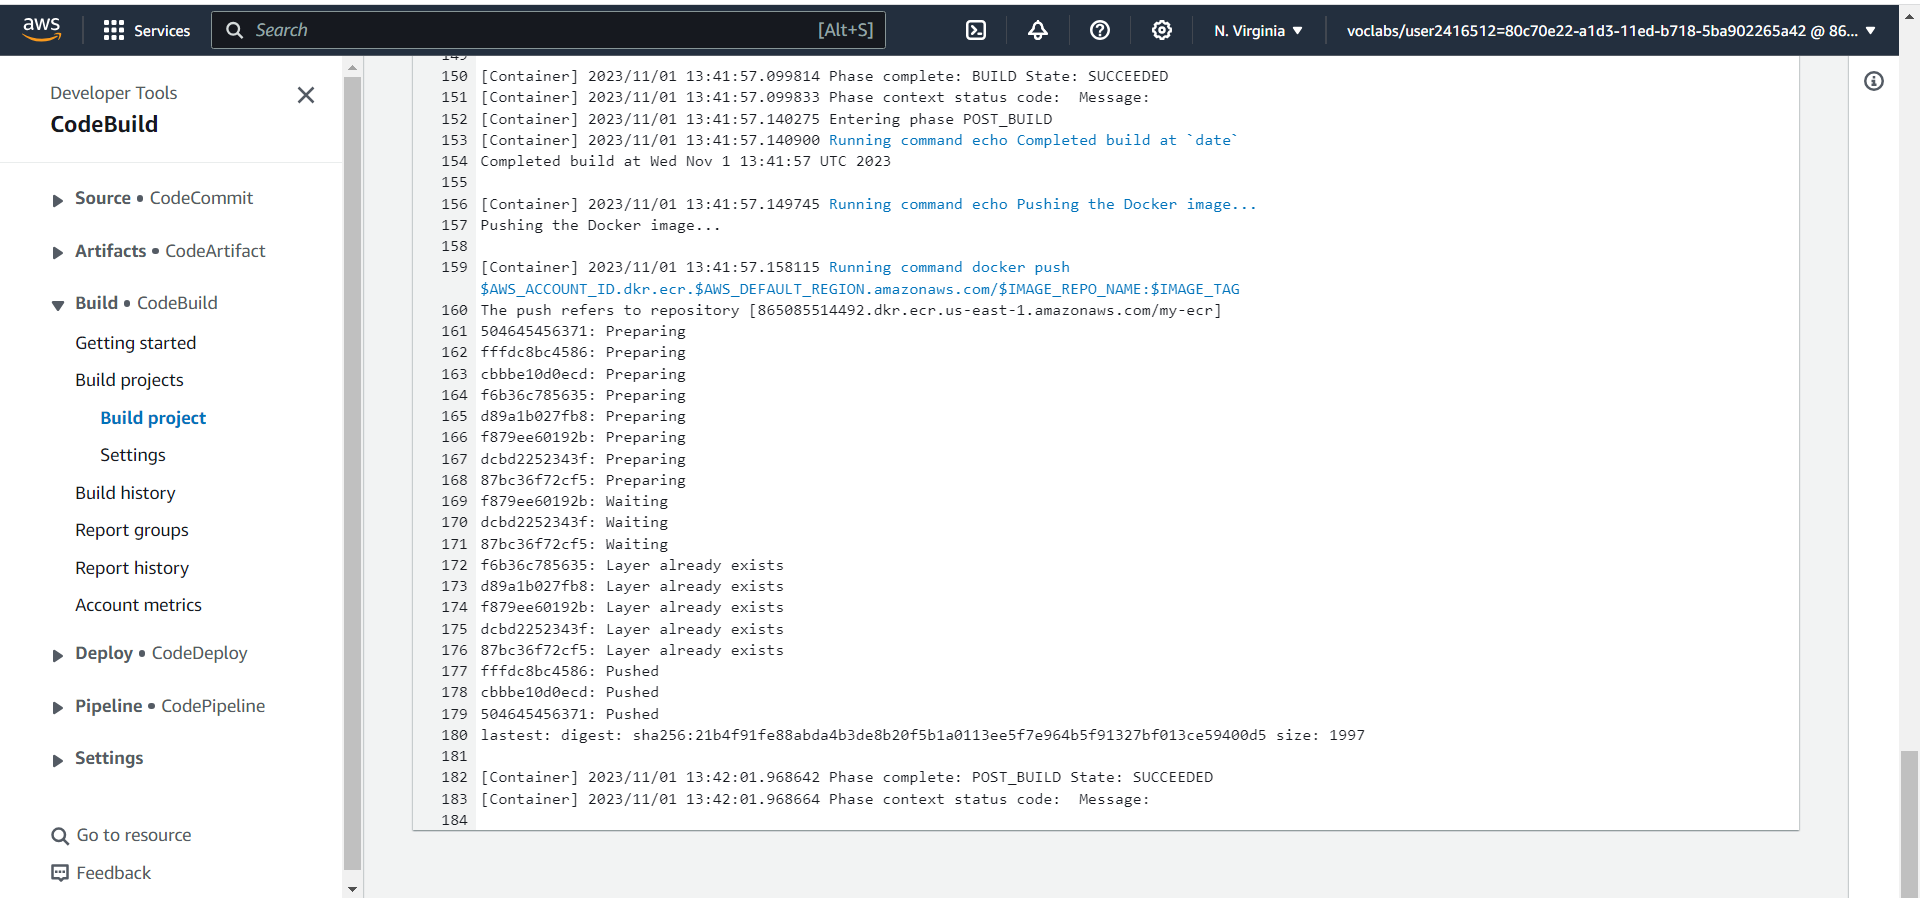 aws
Services
Search
[Alt+S]
N. Virginia
voclabs/user2416512=80c70e22-a1d3-11ed-b718-5ba902265a42 @ 86...
Developer Tools
CodeBuild
Source • CodeCommit
Artifacts • CodeArtifact
Build • CodeBuild
Getting started
Build projects
Build project
Settings
Build history
Report groups
Report history
Account metrics
Deploy • CodeDeploy
Pipeline • CodePipeline
Settings
Go to resource
Feedback
149
150 [Container] 2023/11/01 13:41:57.099814 Phase complete: BUILD State: SUCCEEDED
151 [Container] 2023/11/01 13:41:57.099833 Phase context status code:  Message:
152 [Container] 2023/11/01 13:41:57.140275 Entering phase POST_BUILD
153 [Container] 2023/11/01 13:41:57.140900 Running command echo Completed build at `date`
154 Completed build at Wed Nov 1 13:41:57 UTC 2023
155
156 [Container] 2023/11/01 13:41:57.149745 Running command echo Pushing the Docker image...
157 Pushing the Docker image...
158
159 [Container] 2023/11/01 13:41:57.158115 Running command docker push
$AWS_ACCOUNT_ID.dkr.ecr.$AWS_DEFAULT_REGION.amazonaws.com/$IMAGE_REPO_NAME:$IMAGE_TAG
160 The push refers to repository [865085514492.dkr.ecr.us-east-1.amazonaws.com/my-ecr]
161 504645456371: Preparing
162 fffdc8bc4586: Preparing
163 cbbbe10d0ecd: Preparing
164 f6b36c785635: Preparing
165 d89a1b027fb8: Preparing
166 f879ee60192b: Preparing
167 dcbd2252343f: Preparing
168 87bc36f72cf5: Preparing
169 f879ee60192b: Waiting
170 dcbd2252343f: Waiting
171 87bc36f72cf5: Waiting
172 f6b36c785635: Layer already exists
173 d89a1b027fb8: Layer already exists
174 f879ee60192b: Layer already exists
175 dcbd2252343f: Layer already exists
176 87bc36f72cf5: Layer already exists
177 fffdc8bc4586: Pushed
178 cbbbe10d0ecd: Pushed
179 504645456371: Pushed
180 lastest: digest: sha256:21b4f91fe88abda4b3de8b20f5b1a0113ee5f7e964b5f91327bf013ce59400d5 size: 1997
181
182 [Container] 2023/11/01 13:42:01.968642 Phase complete: POST_BUILD State: SUCCEEDED
183 [Container] 2023/11/01 13:42:01.968664 Phase context status code:  Message:
184